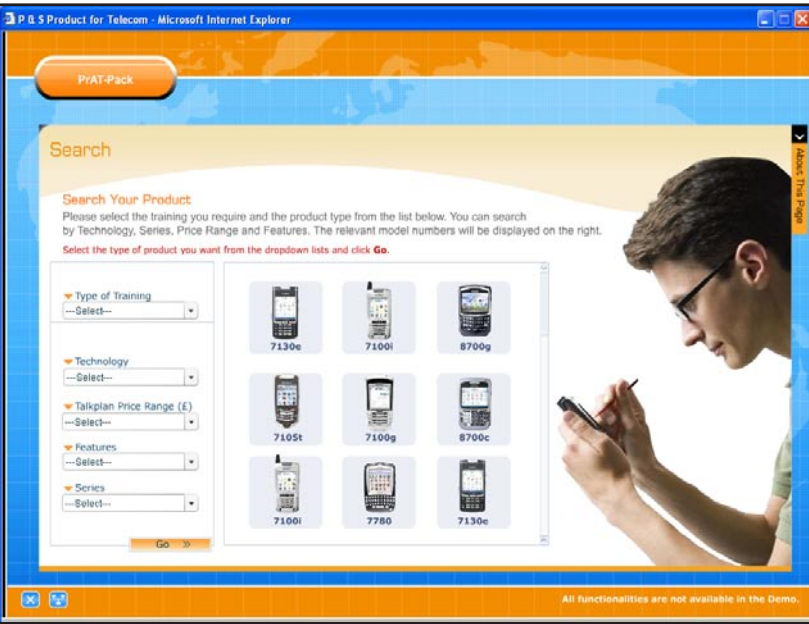 P & S Product for Telecom - Microsoft Internet Explorer
PrAT-Pack
About This Page
Search
Search Your Product
Please select the training you require and the product type from the list below. You can search
by Technology, Series, Price Range and Features. The relevant model numbers will be displayed on the right.
Select the type of product you want from the dropdown lists and click Go.
Type of Training
---Select---
Technology
---Select---
Talkplan Price Range (£)
---Select---
Features
---Select---
Series
---Select---
Go »
7130e
7100i
8700g
7105t
7100g
8700c
7100i
7780
7130e
All functionalities are not available in the Demo.